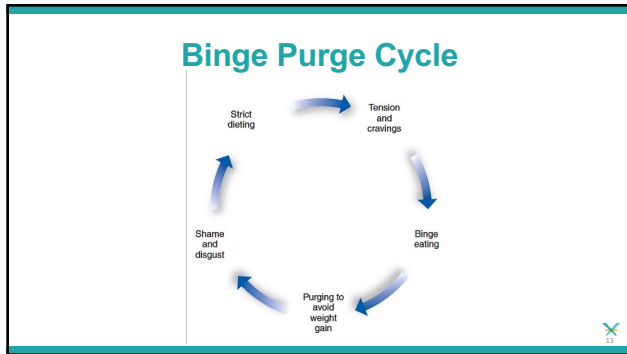 Binge Purge Cycle
Strict
dieting
Tension
and
cravings
Binge
eating
Purging to
avoid
weight
gain
Shame
and
disgust
13